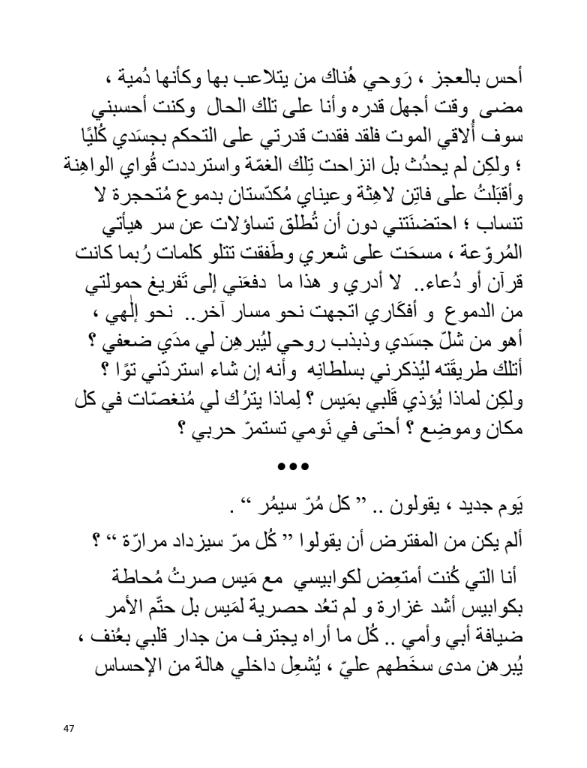 أحس بالعجز ، رَوحي هُناك من يتلاعب بها وكأنها دُمية ،
مضى وقت أجهل قدره وأنا على تلك الحال وكنت أحسبني
سوف أُلاقي الموت فلقد فقدت قدرتي على التحكم بجسَدي كُليًا
؛ ولكِن لم يحدُث بل انزاحت تِلك الغمّة واسترددت قُواي الواهِنة
وأقبَلتُ على فاتِن لاهِثة وعيناي مُكدّستان بدموع مُتحجرة لا
تنساب ؛ احتضنَتني دون أن تُطلق تساؤلات عن سر هيأتي
المُروّعة ، مسحَت على شعري وطَفقت تتلو كلمات رُبما كانت
قرآن أو دُعاء.. لا أدري و هذا ما دفعَني إلى تَفريغ حمولتي
من الدموع و أفكَاري اتجهت نحو مسار آخر.. نحو إلٰهي ،
أهو من شلّ جسَدي وذبذب روحي ليُبرهِن لي مدَي ضعفي ؟
أتلك طريقَته ليُذكرني بسلطانِه وأنه إن شاء استردّني توًا ؟
ولكِن لماذا يُؤذي قَلبي بمَيس ؟ لِماذا يترُك لي مُنغصّات في كل
مكان وموضِع ؟ أحتى في نَومي تستمرّ حربي ؟
•••
يَوم جديد ، يقولون .. ” كل مُرّ سيمُر “ .
ألم يكن من المفترض أن يقولوا ” كُل مرّ سيزداد مرارّة “ ؟
أنا التي كُنت أمتعِض لكوابيسي مع مَيس صرتُ مُحاطة
بكوابيس أشد غزارة و لم تعُد حصرية لمَيس بل حتّم الأمر
ضيافة أبي وأمي .. كُل ما أراه يجترف من جدار قلبي بعُنف ،
يُبرهن مدى سخَطهم عليّ ، يُشعِل داخلي هالة من الإحساس
47